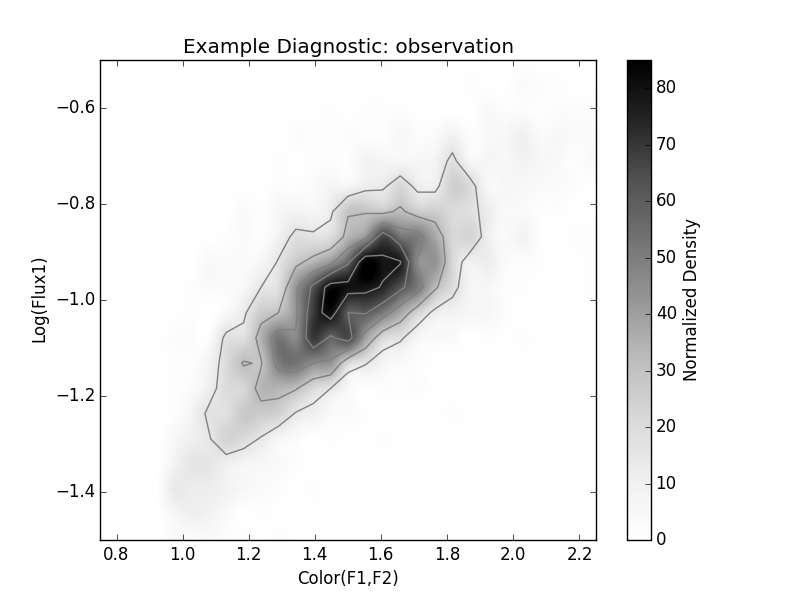 Example Diagnostic: observation
−0.6
−0.8
−1.0
−1.2
−1.4
Log(Flux1)
0.8 1.0 1.2 1.4 1.6 1.8 2.0 2.2
Color(F1,F2)
80
70
60
50
40
30
20
10
0
Normalized Density